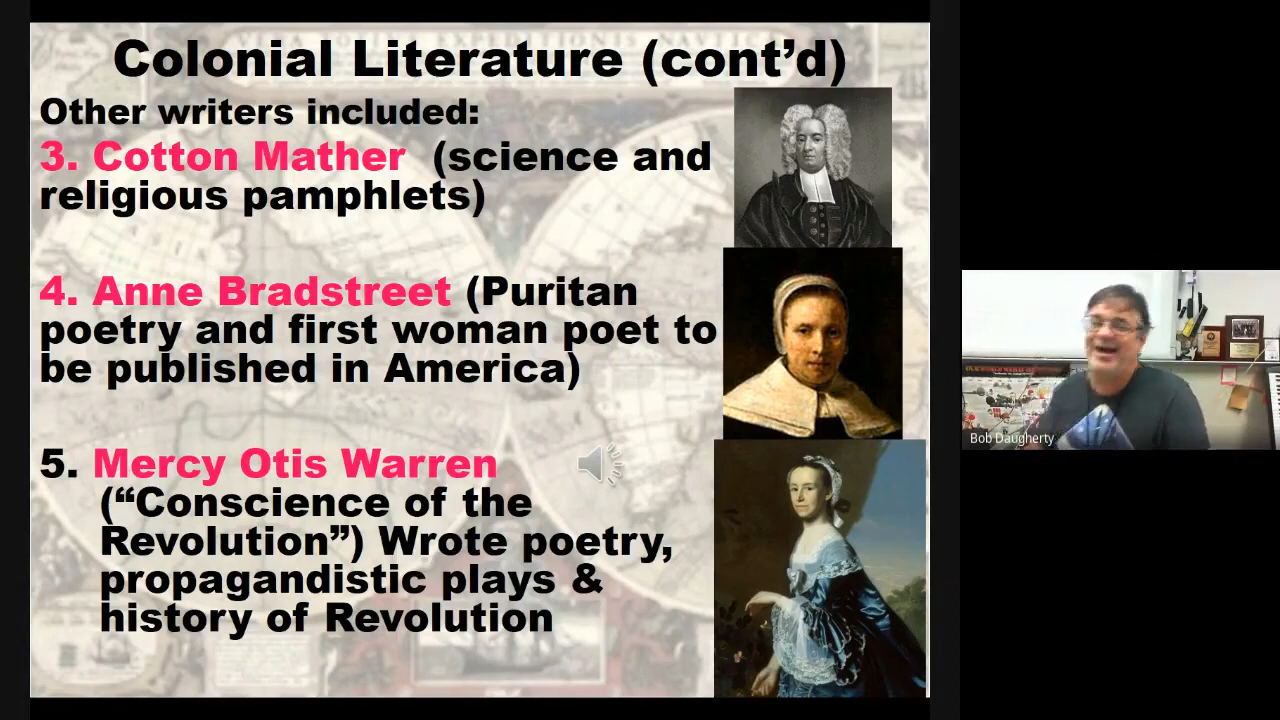 Colonial Literature (cont’d)
Other writers included:
3. Cotton Mather (science and
religious pamphlets)
4. Anne Bradstreet (Puritan
poetry and first woman poet to
be published in America)
5. Mercy Otis Warren
(“Conscience of the
Revolution”) Wrote poetry,
propagandistic plays &
history of Revolution
Bob Daugherty